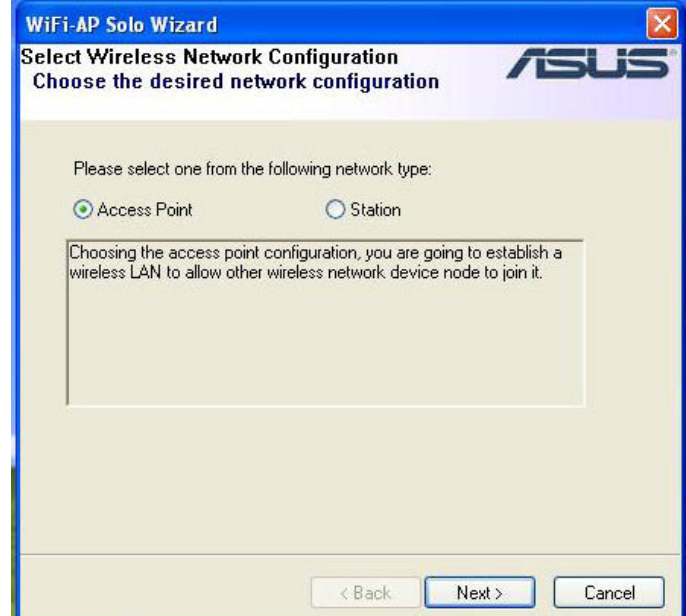 WiFi-AP Solo Wizard
Select Wireless Network Configuration
Choose the desired network configuration
ASUS
Please select one from the following network type:
Access Point
Station
Choosing the access point configuration, you are going to establish a
wireless LAN to allow other wireless network device node to join it.
< Back
Next >
Cancel